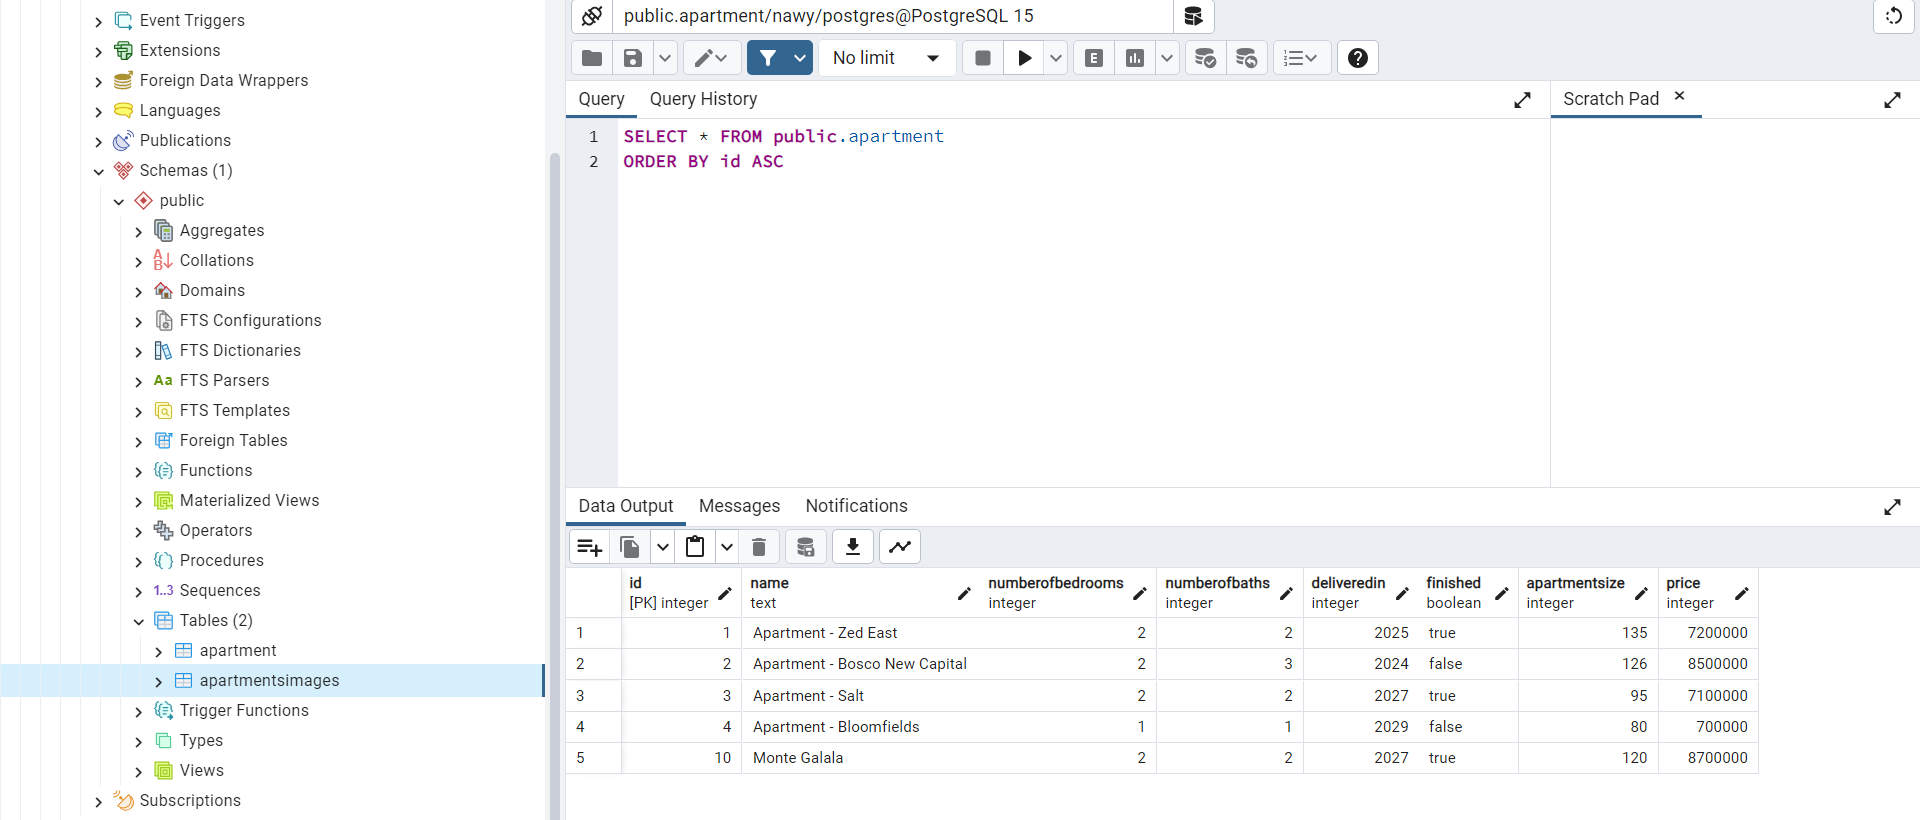 Event Triggers
Extensions
Foreign Data Wrappers
Languages
Publications
Schemas (1)
public
Aggregates
Collations
Domains
FTS Configurations
FTS Dictionaries
Aa FTS Parsers
FTS Templates
Foreign Tables
Functions
Materialized Views
Operators
Procedures
1..3 Sequences
Tables (2)
apartment
apartmentsimages
Trigger Functions
Types
Views
Subscriptions
public.apartment/nawy/postgres@PostgreSQL 15
No limit
E
Query Query History
Scratch Pad
1 SELECT * FROM public.apartment
2 ORDER BY id ASC
Data Output Messages Notifications
id name numberofbedrooms numberofbaths deliveredin finished apartmentsize price
[PK] integer text integer integer integer boolean integer integer
1 1 Apartment - Zed East 2 2 2025 true 135 7200000
2 2 Apartment - Bosco New Capital 2 3 2024 false 126 8500000
3 3 Apartment - Salt 2 2 2027 true 95 7100000
4 4 Apartment - Bloomfields 1 1 2029 false 80 700000
5 10 Monte Galala 2 2 2027 true 120 8700000